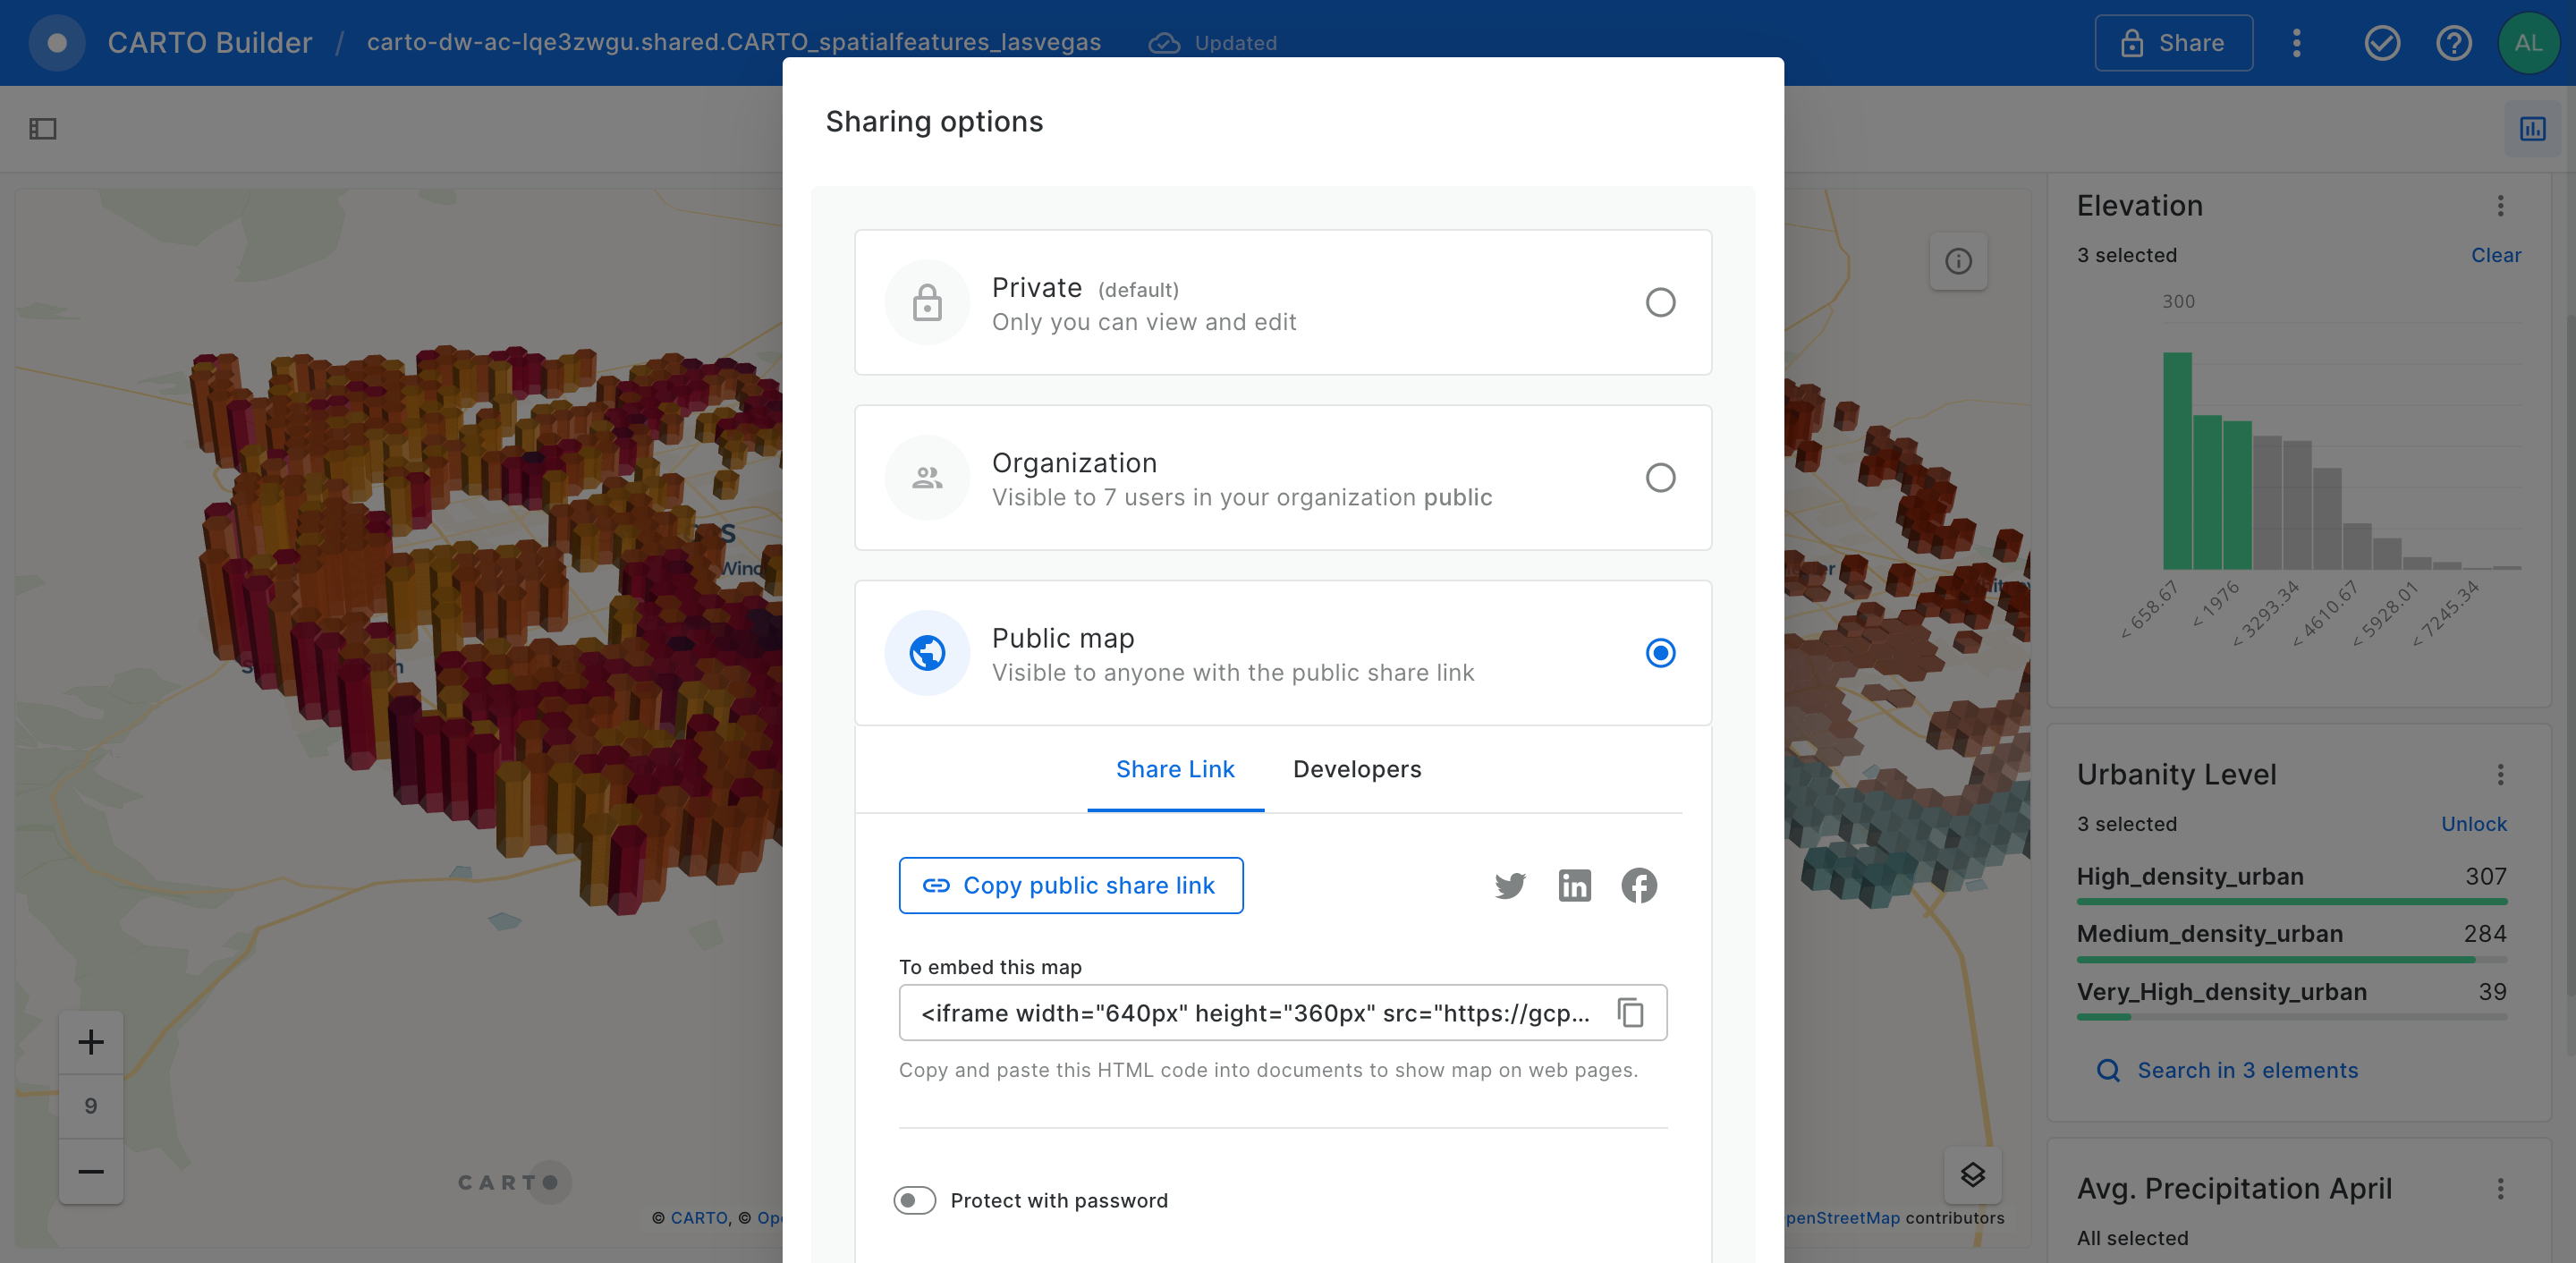 CARTO Builder / carto-dw-ac-lqe3zwgu.shared.CARTO_spatialfeatures_lasvegas Updated
Share
AL
Sharing options
Private (default)
Only you can view and edit
Organization
Visible to 7 users in your organization public
Public map
Visible to anyone with the public share link
Share Link Developers
Copy public share link
To embed this map
<iframe width="640px" height="360px" src="https://gcp...
Copy and paste this HTML code into documents to show map on web pages.
Protect with password
9
CARTO
© CARTO, © Op
penStreetMap contributors
Elevation
3 selected Clear
300
< 658.67
< 1976
< 3293.34
< 4610.67
< 5928.01
< 7245.34
Urbanity Level
3 selected Unlock
High_density_urban 307
Medium_density_urban 284
Very_High_density_urban 39
Search in 3 elements
Avg. Precipitation April
All selected